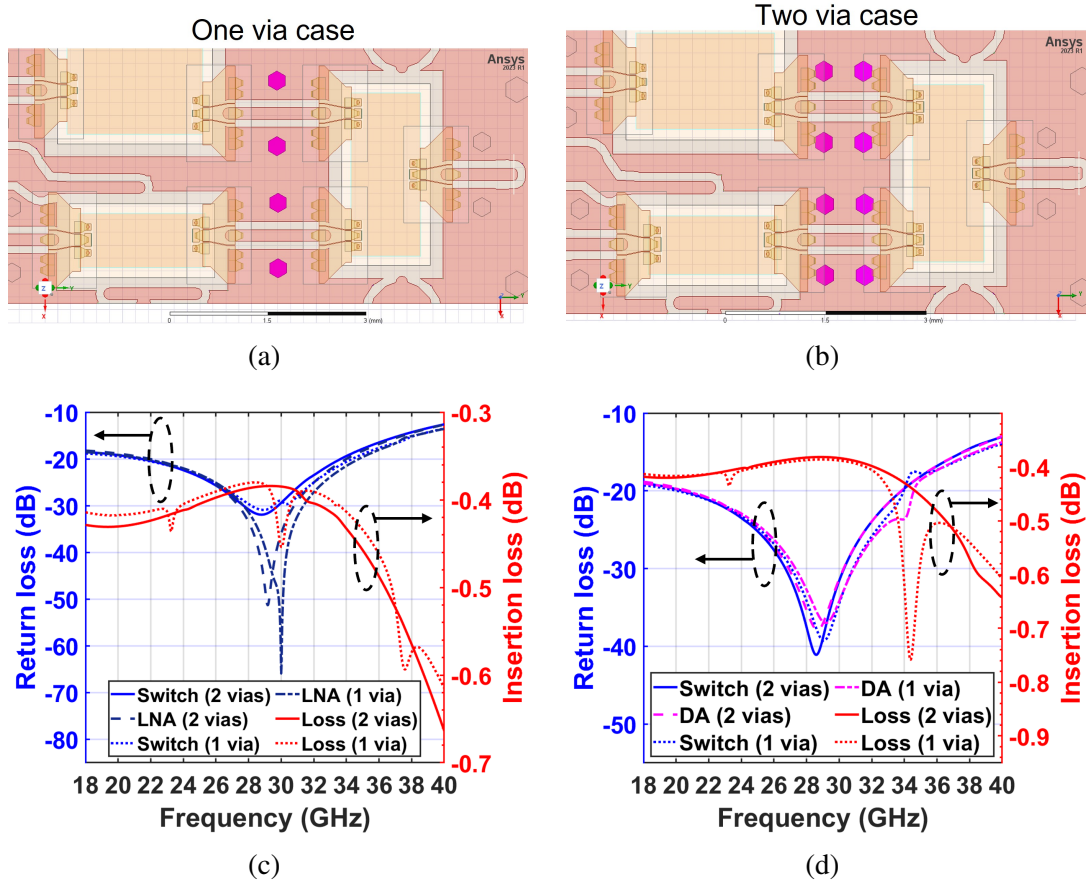 One via case
Two via case
Ansys
2023 R1
Ansys
2023 R1
Z
Y
X
0
1.5
3 (mm)
Y
X
Z
Y
X
0
1.5
3 (mm)
Y
X
(a)
(b)
-10
-20
-30
-40
-50
-60
-70
-80
Return loss (dB)
-0.3
-0.4
-0.5
-0.6
-0.7
Insertion loss (dB)
Switch (2 vias)
LNA (2 vias)
Switch (1 via)
LNA (1 via)
Loss (2 vias)
Loss (1 via)
18 20 22 24 26 28 30 32 34 36 38 40
Frequency (GHz)
(c)
-10
-20
-30
-40
-50
Return loss (dB)
-0.4
-0.5
-0.6
-0.7
-0.8
-0.9
Insertion loss (dB)
Switch (2 vias)
DA (2 vias)
Switch (1 via)
DA (1 via)
Loss (2 vias)
Loss (1 via)
18 20 22 24 26 28 30 32 34 36 38 40
Frequency (GHz)
(d)